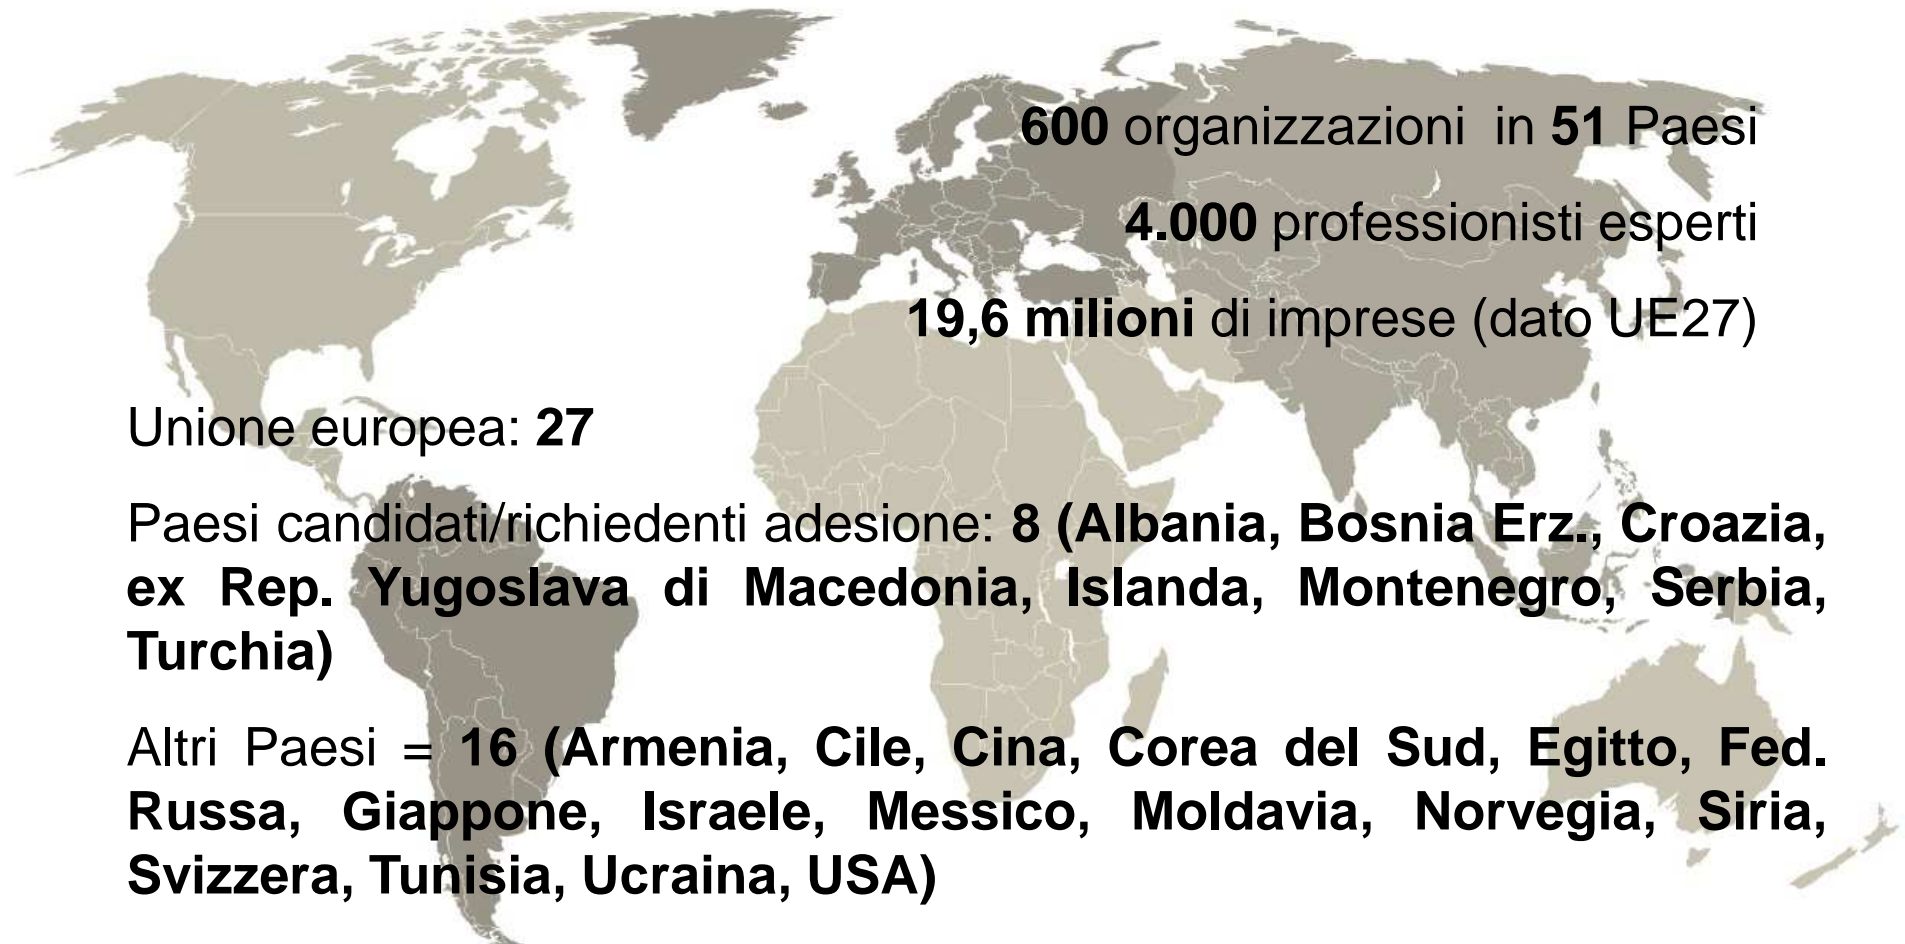 600 organizzazioni in 51 Paesi
4.000 professionisti esperti
19,6 milioni di imprese (dato UE27)
Unione europea: 27
Paesi candidati/richiedenti adesione: 8 (Albania, Bosnia Erz., Croazia,
ex Rep. Yugoslava di Macedonia, Islanda, Montenegro, Serbia,
Turchia)
Altri Paesi = 16 (Armenia, Cile, Cina, Corea del Sud, Egitto, Fed.
Russa, Giappone, Israele, Messico, Moldavia, Norvegia, Siria,
Svizzera, Tunisia, Ucraina, USA)